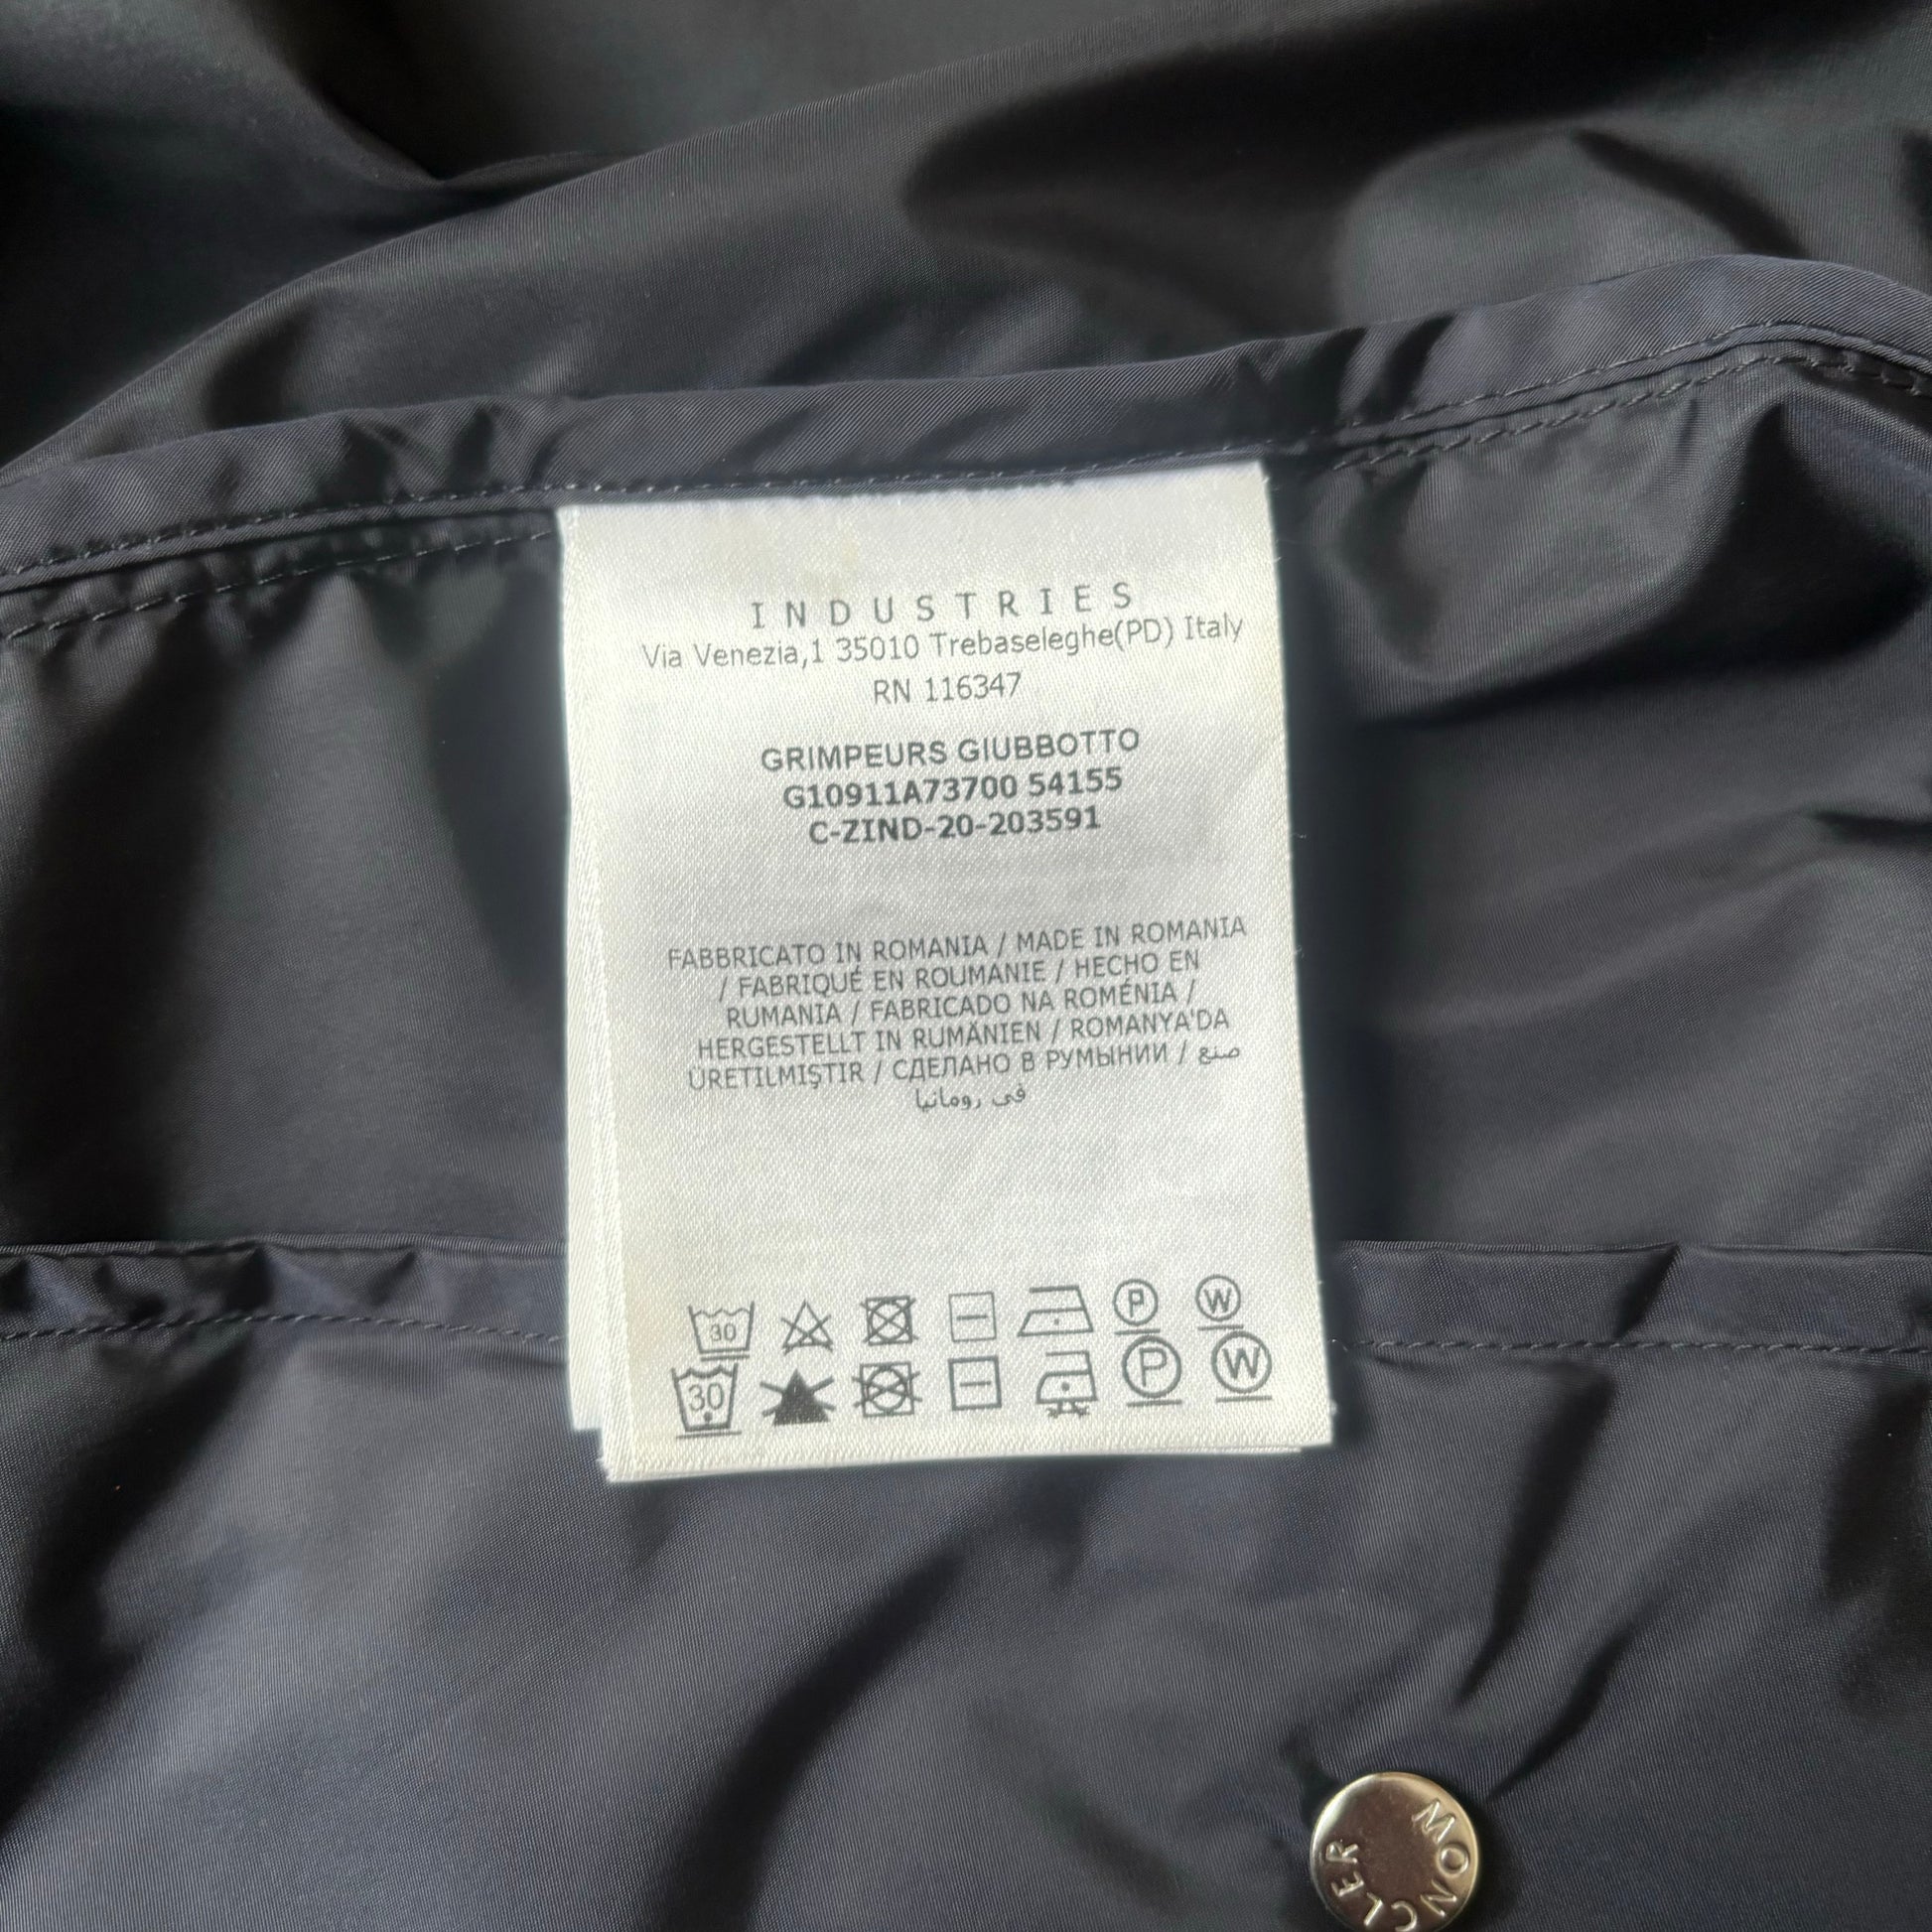 INDUSTRIES
Via Venezia,1 35010 Trebaseleghe(PD) Italy
RN 116347
GRIMPEURS GIUBBOTTO
G10911A73700 54155
C-ZIND-20-203591
FABBRICATO IN ROMANIA / MADE IN ROMANIA
/ FABRIQUÉ EN ROUMANIE / HECHO EN
RUMANIA / FABRICADO NA ROMÉNIA /
HERGESTELLT IN RUMÄNIEN / ROMANYA'DA
ÜRETILMIŞTIR / СДЕЛАНО В РУМЫНИИ / صنع
في رومانيا
30 P W
30 P W
MONCLER